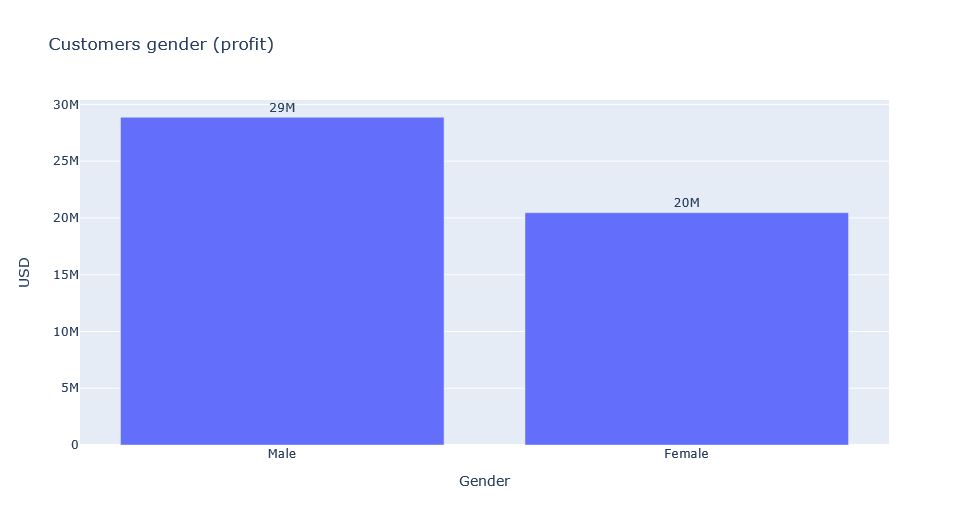 Customers gender (profit)
30M
25M
20M
15M
10M
5M
0
USD
29M
20M
Male
Female
Gender